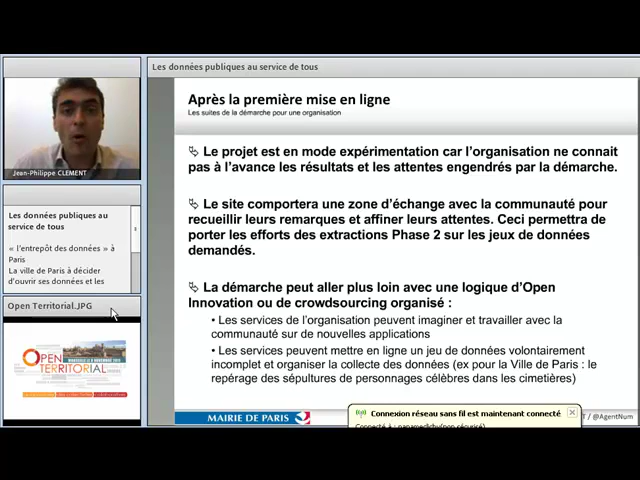 Les données publiques au service de tous
Jean-Philippe CLEMENT
Les données publiques au
service de tous
« l'entrepôt des données » à
Paris
La ville de Paris à décider
d'ouvrir ses données et les
Open Territorial.JPG
OPEN
TERRITORIAL
Après la première mise en ligne
Les suites de la démarche pour une organisation
Le projet est en mode expérimentation car l'organisation ne connait
pas à l'avance les résultats et les attentes engendrés par la démarche.
Le site comportera une zone d'échange avec la communauté pour
recueillir leurs remarques et affiner leurs attentes. Ceci permettra de
porter les efforts des extractions Phase 2 sur les jeux de données
demandés.
La démarche peut aller plus loin avec une logique d'Open
Innovation ou de crowdsourcing organisé :
• Les services de l'organisation peuvent imaginer et travailler avec la
communauté sur de nouvelles applications
• Les services peuvent mettre en ligne un jeu de données volontairement
incomplet et organiser la collecte des données (ex pour la Ville de Paris : le
repérage des sépultures de personnages célèbres dans les cimetières)
MAIRIE DE PARIS
Connexion réseau sans fil est maintenant connecté
T / @AgentNum